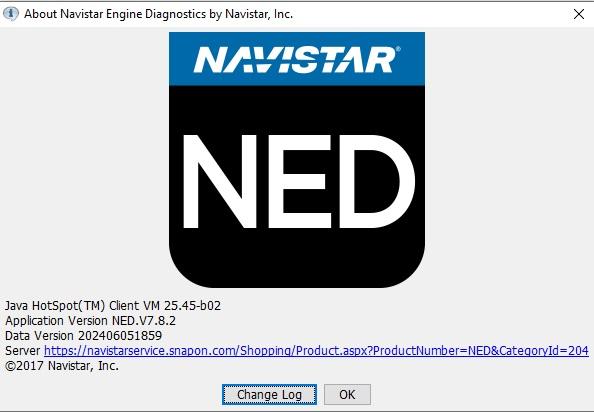 About Navistar Engine Diagnostics by Navistar, Inc.
NAVISTAR®
NED
Java HotSpot(TM) Client VM 25.45-b02
Application Version NED.V7.8.2
Data Version 202406051859
Server https://navistarservice.snapon.com/Shopping/Product.aspx?ProductNumber=NED&CategoryId=204
©2017 Navistar, Inc.
Change Log OK